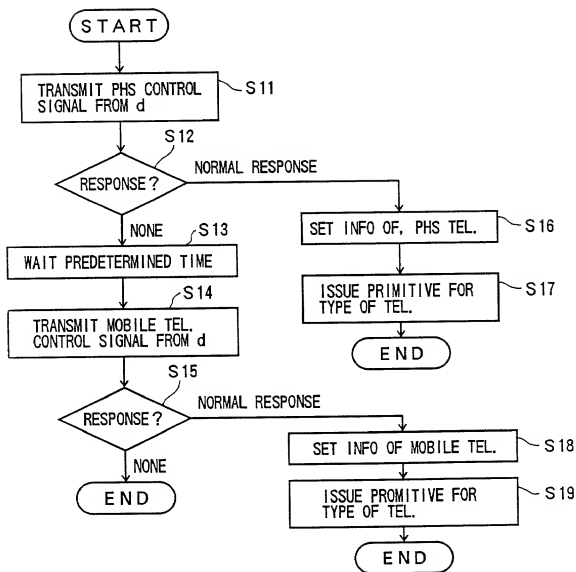 START
TRANSMIT PHS CONTROL
SIGNAL FROM d
S11
S12
RESPONSE?
NORMAL RESPONSE
NONE
S13
WAIT PREDETERMINED TIME
S14
TRANSMIT MOBILE TEL.
CONTROL SIGNAL FROM d
S15
RESPONSE?
NORMAL RESPONSE
NONE
END
SET INFO OF, PHS TEL.
S16
ISSUE PRIMITIVE FOR
TYPE OF TEL.
S17
END
SET INFO OF MOBILE TEL.
S18
ISSUE PROMITIVE FOR
TYPE OF TEL.
S19
END